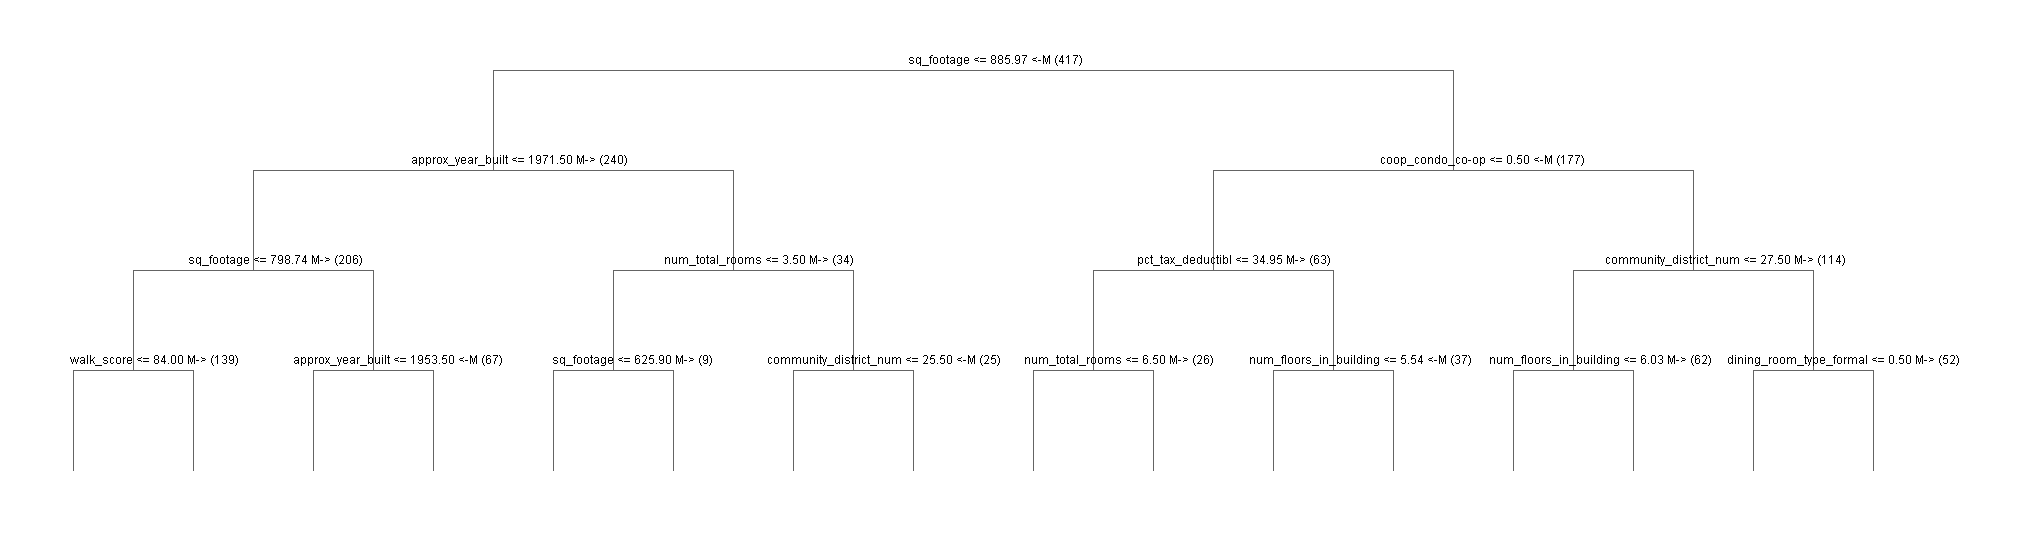 sq_footage <= 885.97 <-M (417)
approx_year_built <= 1971.50 M-> (240)
coop_condo_co-op <= 0.50 <-M (177)
sq_footage <= 798.74 M-> (206)
num_total_rooms <= 3.50 M-> (34)
pct_tax_deductibl <= 34.95 M-> (63)
community_district_num <= 27.50 M-> (114)
walk_score <= 84.00 M-> (139)
approx_year_built <= 1953.50 <-M (67)
sq_footage <= 625.90 M-> (9)
community_district_num <= 25.50 <-M (25)
num_total_rooms <= 6.50 M-> (26)
num_floors_in_building <= 5.54 <-M (37)
num_floors_in_building <= 6.03 M-> (62)
dining_room_type_formal <= 0.50 M-> (52)